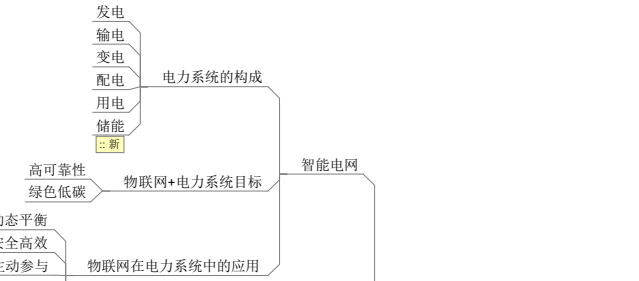 发电
输电
变电
电力系统的构成
配电
用电
储能
:: 新
智能电网
高可靠性
物联网+电力系统目标
绿色低碳
态平衡
全高效
物联网在电力系统中的应用
动参与